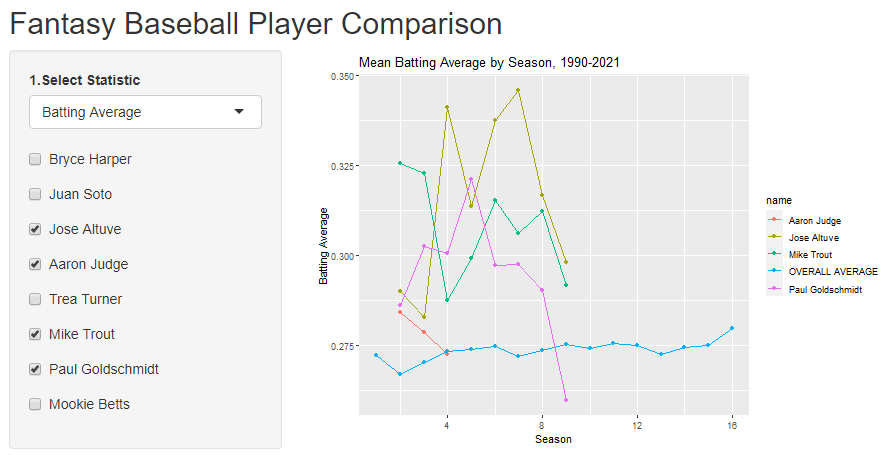 Fantasy Baseball Player Comparison
1.Select Statistic
Batting Average
Bryce Harper
Juan Soto
Jose Altuve
Aaron Judge
Trea Turner
Mike Trout
Paul Goldschmidt
Mookie Betts
Mean Batting Average by Season, 1990-2021
0.350
0.325
0.300
0.275
Batting Average
4 8 12 16
Season
name
Aaron Judge
Jose Altuve
Mike Trout
OVERALL AVERAGE
Paul Goldschmidt